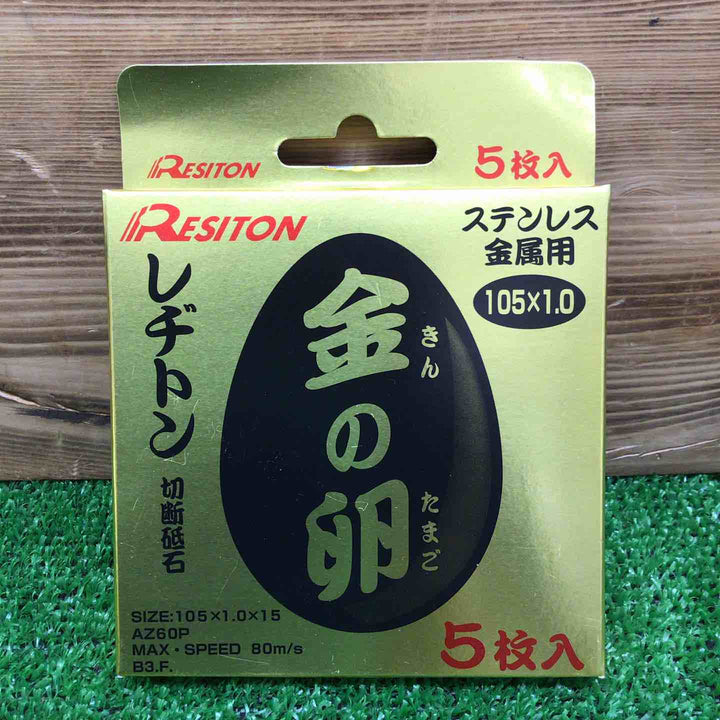 RESITON
5枚入
RESITON
ステンレス
金属用
105×1.0
レヂトン
切断砥石
金の卵
きん
たまご
SIZE:105×1.0×15
AZ60P
MAX・SPEED 80m/s
B3.F.
5枚入